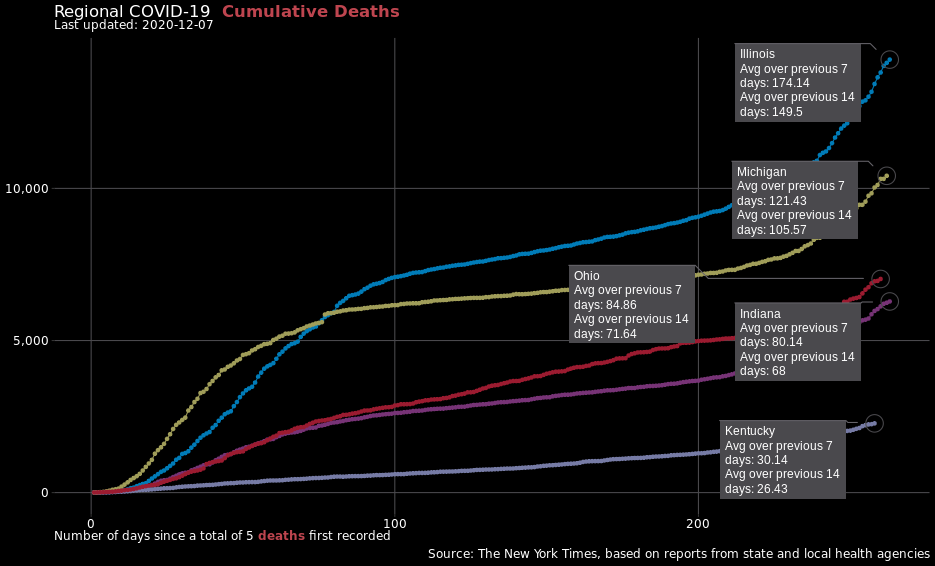 Regional COVID-19 Cumulative Deaths
Last updated: 2020-12-07
Illinois
Avg over previous 7
days: 174.14
Avg over previous 14
days: 149.5
10,000
Michigan
Avg over previous 7
days: 121.43
Avg over previous 14
days: 105.57
Ohio
Avg over previous 7
days: 84.86
Avg over previous 14
days: 71.64
Indiana
Avg over previous 7
days: 80.14
Avg over previous 14
days: 68
5,000
Kentucky
Avg over previous 7
days: 30.14
Avg over previous 14
days: 26.43
0
0
100
200
Number of days since a total of 5 deaths first recorded
Source: The New York Times, based on reports from state and local health agencies